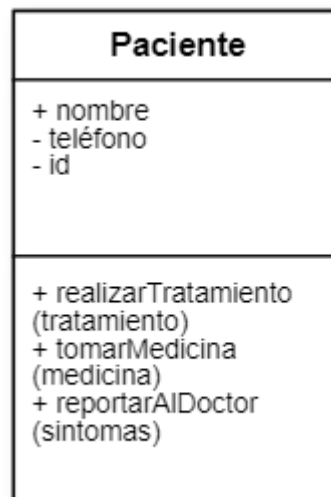 Paciente
+ nombre
- teléfono
- id
+ realizarTratamiento
(tratamiento)
+ tomarMedicina
(medicina)
+ reportarAlDoctor
(sintomas)